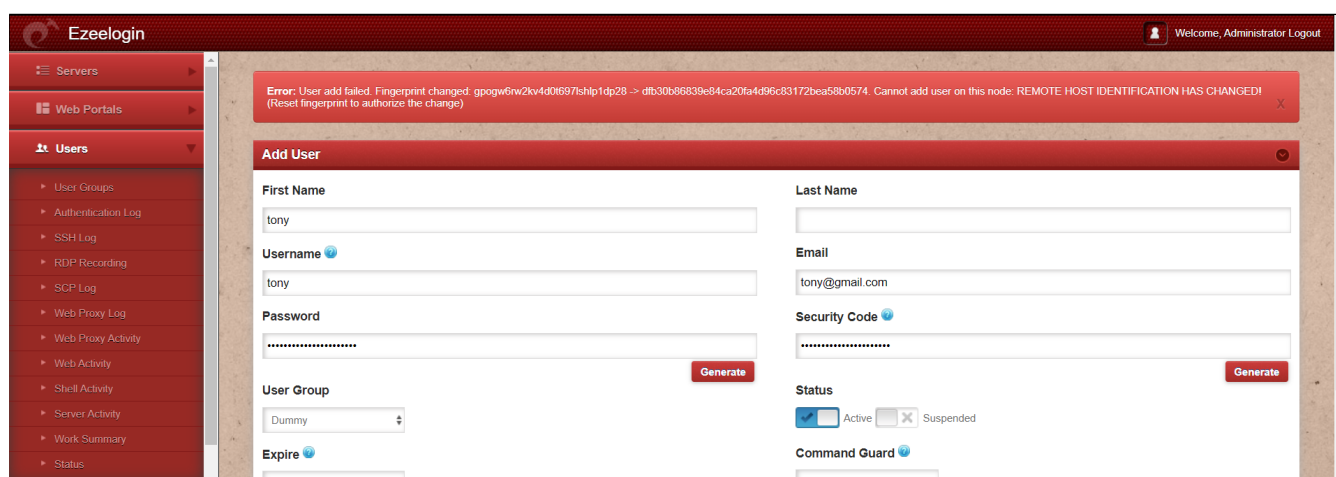 Ezeelogin
Welcome, Administrator Logout
Servers
Web Portals
Users
User Groups
Authentication Log
SSH Log
RDP Recording
SCP Log
Web Proxy Log
Web Proxy Activity
Web Activity
Shell Activity
Server Activity
Work Summary
Status
Error: User add failed. Fingerprint changed: gpogw6rw2kv4d0t697lshlp1dp28 -> dfb30b86839e84ca20fa4d96c83172bea58b0574. Cannot add user on this node: REMOTE HOST IDENTIFICATION HAS CHANGED!
(Reset fingerprint to authorize the change)
X
Add User
First Name
Last Name
tony
Username
Email
tony
tony@gmail.com
Password
Security Code
Generate
Generate
User Group
Status
Dummy
Active
Suspended
Expire
Command Guard